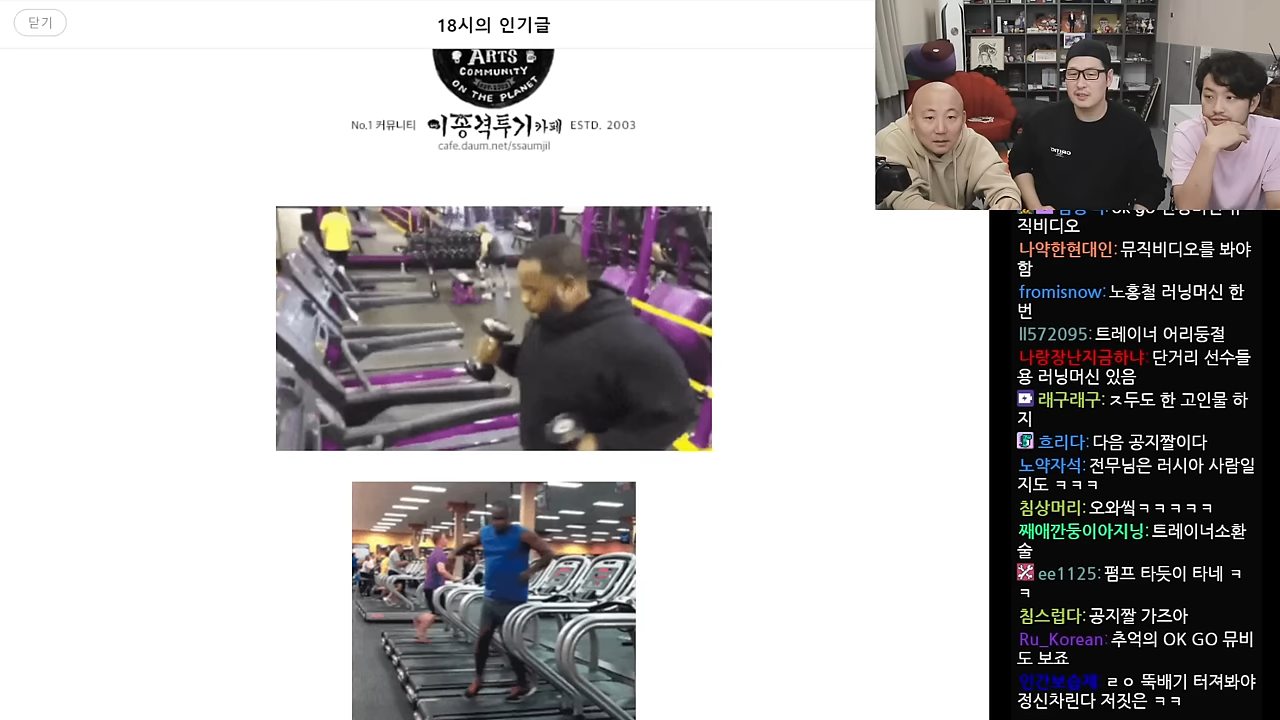 닫기
18시의 인기글
ARTS
COMMUNITY
ON THE PLANET
No.1 커뮤니티 이종격투기카페 ESTD. 2003
cafe.daum.net/ssaumjil
직비디오
나약한현대인: 뮤직비디오를 봐야
함
fromisnow: 노홍철 러닝머신 한
번
ll572095: 트레이너 어리둥절
나랑장난지금하냐: 단거리 선수들
용 러닝머신 있음
래구래구: ㅈ두도 한 고인물 하
지
흐리다: 다음 공지짤이다
노약자석: 전무님은 러시아 사람일
지도 ㅋㅋㅋ
침상머리: 오와씰ㅋㅋㅋㅋㅋ
째애깐둥이아지닝: 트레이너소환
술
ee1125: 펌프 타듯이 타네 ㅋ
ㅋ
침스럽다: 공지짤 가즈아
Ru_Korean: 추억의 OK GO 뮤비
도 보죠
인간보습제 ㄹㅇ 뚝배기 터져봐야
정신차린다 저짓은 ㅋㅋ